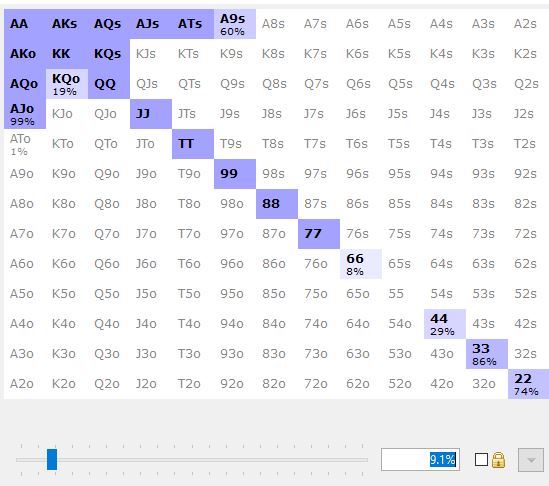 AA AKs AQs AJs ATs A9s A8s A7s A6s A5s A4s A3s A2s
60%
AKo KK KQs KJs KTs K9s K8s K7s K6s K5s K4s K3s K2s
AQo KQo QQ QJs QTs Q9s Q8s Q7s Q6s Q5s Q4s Q3s Q2s
19%
AJo KJo QJo JJ JTs J9s J8s J7s J6s J5s J4s J3s J2s
99%
ATo KTo QTo JTo TT T9s T8s T7s T6s T5s T4s T3s T2s
1%
A9o K9o Q9o J9o T9o 99 98s 97s 96s 95s 94s 93s 92s
A8o K8o Q8o J8o T8o 98o 88 87s 86s 85s 84s 83s 82s
A7o K7o Q7o J7o T7o 97o 87o 77 76s 75s 74s 73s 72s
A6o K6o Q6o J6o T6o 96o 86o 76o 66 65s 64s 63s 62s
8%
A5o K5o Q5o J5o T5o 95o 85o 75o 65o 55 54s 53s 52s
A4o K4o Q4o J4o T4o 94o 84o 74o 64o 54o 44 43s 42s
29%
A3o K3o Q3o J3o T3o 93o 83o 73o 63o 53o 43o 33 32s
86%
A2o K2o Q2o J2o T2o 92o 82o 72o 62o 52o 42o 32o 22
74%
9.1%